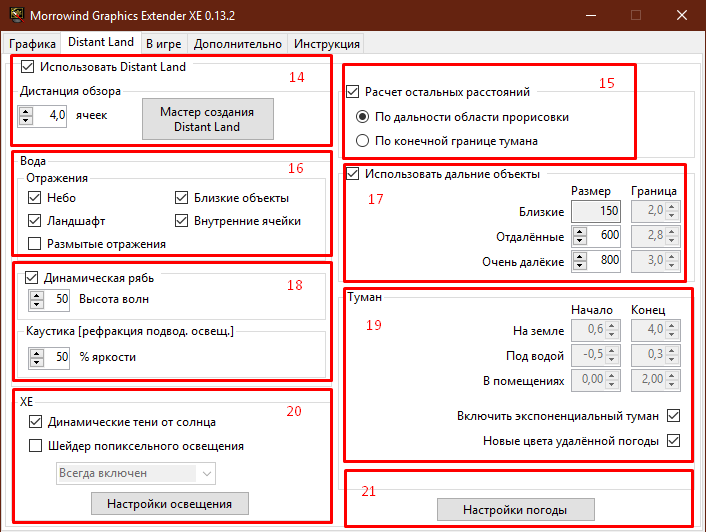 Morrowind Graphics Extender XE 0.13.2
Графика Distant Land В игре Дополнительно Инструкция
Использовать Distant Land
14
Дистанция обзора
4,0 ячеек
Мастер создания
Distant Land
Расчет остальных расстояний
15
По дальности области прорисовки
По конечной границе тумана
Вода
16
Отражения
Небо Близкие объекты
Ландшафт Внутренние ячейки
Размытые отражения
Использовать дальние объекты
17
Размер Граница
Близкие 150 2,0
Отдалённые 600 2,8
Очень далёкие 800 3,0
Динамическая рябь
18
50 Высота волн
Каустика [рефракция подвод. освещ.]
50 % яркости
Туман
19
Начало Конец
На земле 0,6 4,0
Под водой -0,5 0,3
В помещениях 0,00 2,00
Включить экспоненциальный туман
Новые цвета удалённой погоды
XE
20
Динамические тени от солнца
Шейдер попиксельного освещения
Всегда включен
Настройки освещения
21
Настройки погоды